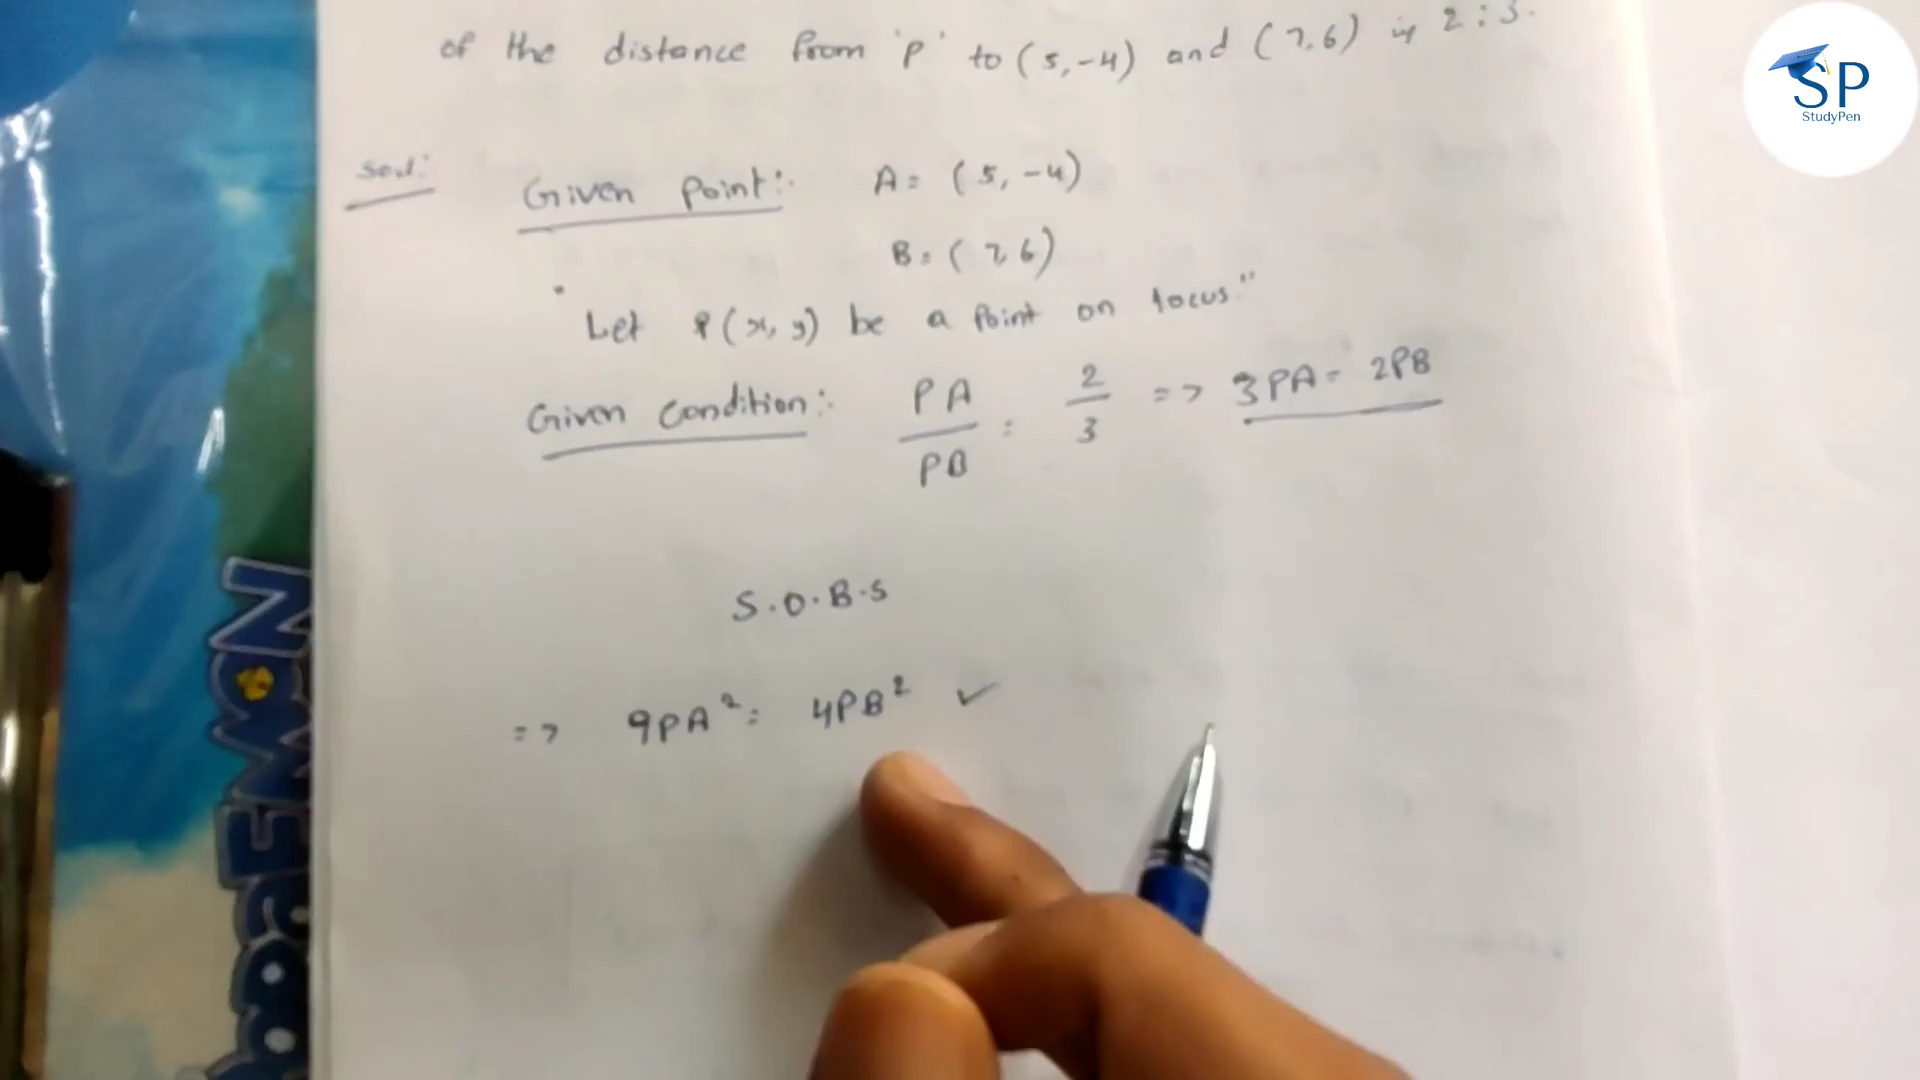 of the distance from 'P' to (5,-4) and (7,6) is 2:3.
SP
StudyPen
Sol:
Given Point:- A = (5, -4)
B = (7,6)
"Let P(x, y) be a Point on locus"
Given Condition:- PA/PB = 2/3 => 3PA = 2PB
S.O.B.S
=> 9PA² = 4PB² ✓
POKEMON